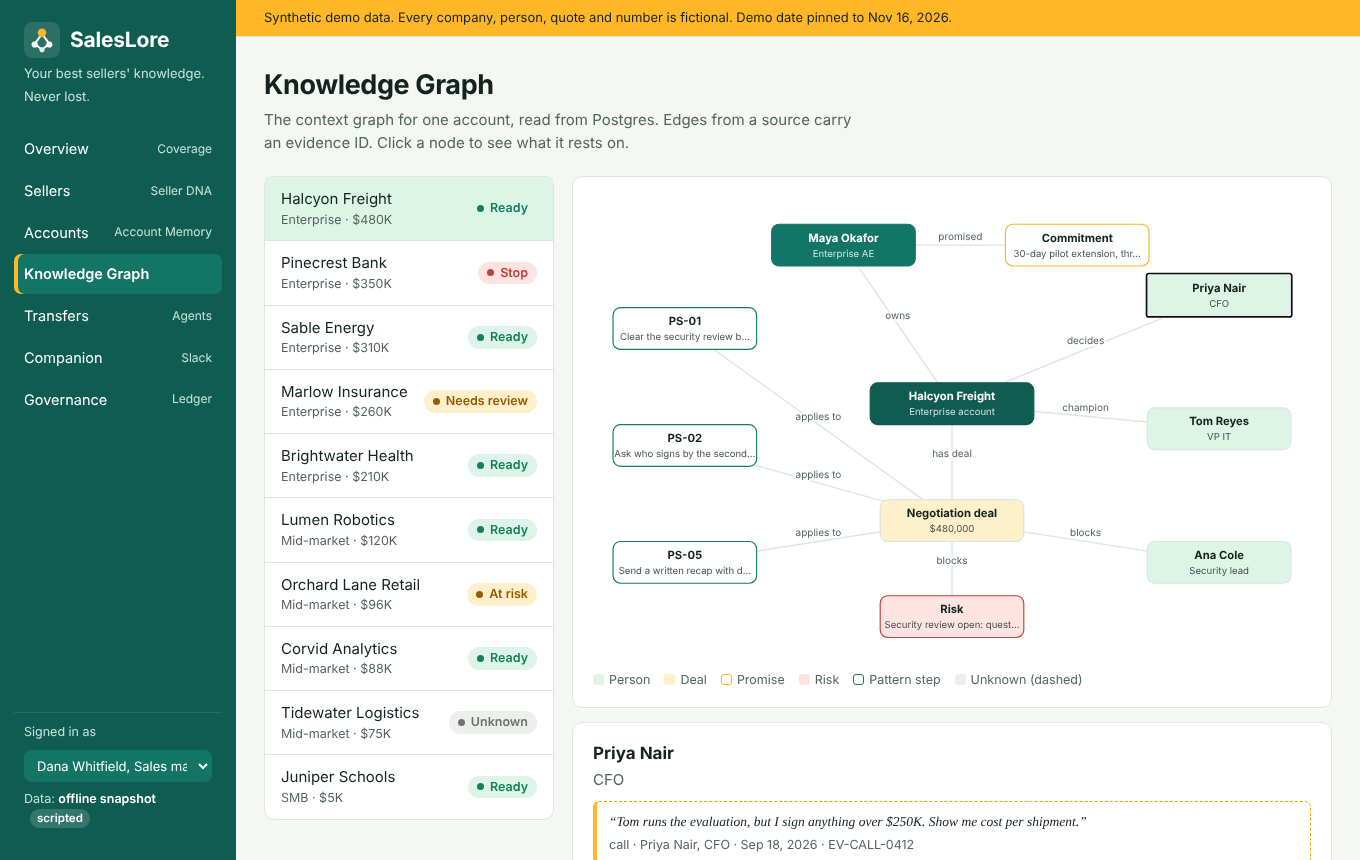 Synthetic demo data. Every company, person, quote and number is fictional. Demo date pinned to Nov 16, 2026.
SalesLore
Your best sellers' knowledge.
Never lost.
Overview Coverage
Sellers Seller DNA
Accounts Account Memory
Knowledge Graph
Transfers Agents
Companion Slack
Governance Ledger
Signed in as
Dana Whitfield, Sales ma
Data: offline snapshot
scripted
Knowledge Graph
The context graph for one account, read from Postgres. Edges from a source carry
an evidence ID. Click a node to see what it rests on.
Halcyon Freight
Enterprise · $480K
Ready
Pinecrest Bank
Enterprise · $350K
Stop
Sable Energy
Enterprise · $310K
Ready
Marlow Insurance
Enterprise · $260K
Needs review
Brightwater Health
Enterprise · $210K
Ready
Lumen Robotics
Mid-market · $120K
Ready
Orchard Lane Retail
Mid-market · $96K
At risk
Corvid Analytics
Mid-market · $88K
Ready
Tidewater Logistics
Mid-market · $75K
Unknown
Juniper Schools
SMB · $5K
Ready
Maya Okafor
Enterprise AE
promised
Commitment
30-day pilot extension, thr...
Priya Nair
CFO
owns
decides
PS-01
Clear the security review b...
Halcyon Freight
Enterprise account
champion
Tom Reyes
VP IT
applies to
PS-02
Ask who signs by the second...
has deal
applies to
Negotiation deal
$480,000
applies to
blocks
PS-05
Send a written recap with d...
Ana Cole
Security lead
blocks
Risk
Security review open: quest...
Person Deal Promise Risk Pattern step Unknown (dashed)
Priya Nair
CFO
“Tom runs the evaluation, but I sign anything over $250K. Show me cost per shipment.”
call · Priya Nair, CFO · Sep 18, 2026 · EV-CALL-0412